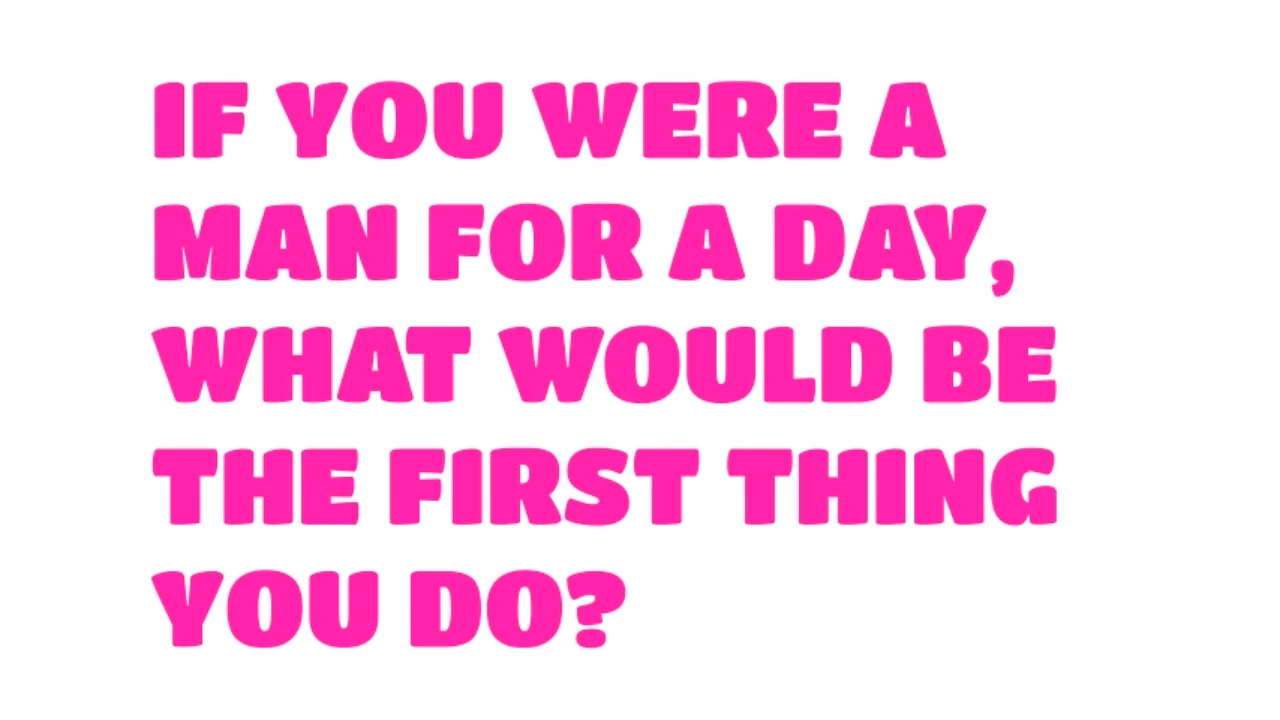 IF YOU WERE A
MAN FOR A DAY,
WHAT WOULD BE
THE FIRST THING
YOU DO?